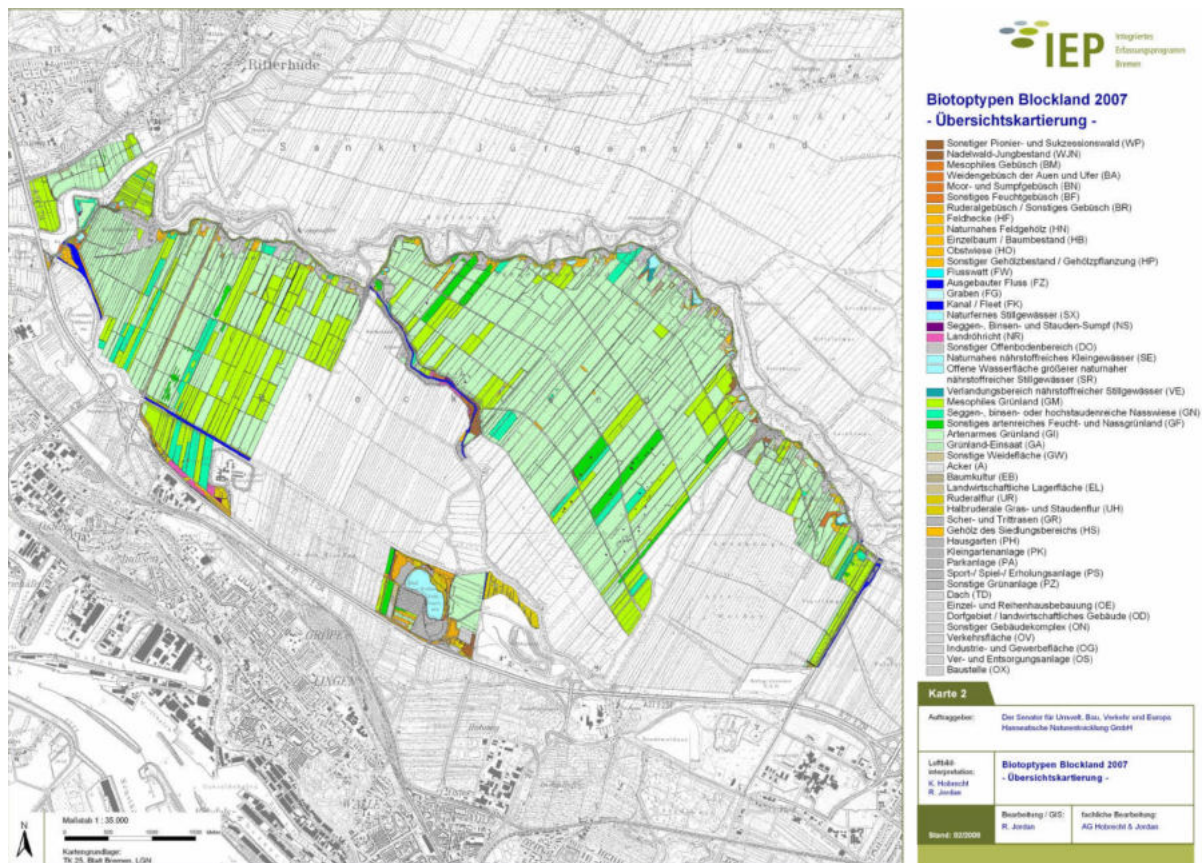 Ritterhude
Sankt Jürgensland
GRÖPE
LINGEN
WALLE
N
Maßstab 1 : 35.000
Kartengrundlage:
TK 25, Blatt Bremen, LGN
IEP
Integriertes
Erfassungsprogramm
Bremen
Biotoptypen Blockland 2007
- Übersichtskartierung -
Sonstiger Pionier- und Sukzessionswald (WP)
Nadelwald-Jungbestand (WJN)
Mesophiles Gebüsch (BM)
Weidengebüsch der Auen und Ufer (BA)
Moor- und Sumpfgebüsch (BN)
Sonstiges Feuchtgebüsch (BF)
Ruderalgebüsch / Sonstiges Gebüsch (BR)
Feldhecke (HF)
Naturnahes Feldgehölz (HN)
Einzelbaum / Baumbestand (HB)
Obstwiese (HO)
Sonstiger Gehölzbestand / Gehölzpflanzung (HP)
Flusswatt (FW)
Ausgebauter Fluss (FZ)
Graben (FG)
Kanal / Fleet (FK)
Naturfernes Stillgewässer (SX)
Seggen-, Binsen- und Stauden-Sumpf (NS)
Landröhricht (NR)
Sonstiger Offenbodenbereich (DO)
Naturnahes nährstoffreiches Kleingewässer (SE)
Offene Wasserfläche größerer naturnaher
nährstoffreicher Stillgewässer (SR)
Verlandungsbereich nährstoffreicher Stillgewässer (VE)
Mesophiles Grünland (GM)
Seggen-, binsen- oder hochstaudenreiche Nasswiese (GN)
Sonstiges artenreiches Feucht- und Nassgrünland (GF)
Artenarmes Grünland (GI)
Grünland-Einsaat (GA)
Sonstige Weidefläche (GW)
Acker (A)
Baumkultur (EB)
Landwirtschaftliche Lagerfläche (EL)
Ruderalflur (UR)
Halbruderale Gras- und Staudenflur (UH)
Scher- und Trittrasen (GR)
Gehölz des Siedlungsbereichs (HS)
Hausgarten (PH)
Kleingartenanlage (PK)
Parkanlage (PA)
Sport-/ Spiel-/ Erholungsanlage (PS)
Sonstige Grünanlage (PZ)
Dach (TD)
Einzel- und Reihenhausbebauung (OE)
Dorfgebiet / landwirtschaftliches Gebäude (OD)
Sonstiger Gebäudekomplex (ON)
Verkehrsfläche (OV)
Industrie- und Gewerbefläche (OG)
Ver- und Entsorgungsanlage (OS)
Baustelle (OX)
Karte 2
Auftraggeber:
Der Senator für Umwelt, Bau, Verkehr und Europa
Hanseatische Naturentwicklung GmbH
Luftbild-
interpretation:
K. Hobrecht
R. Jordan
Biotoptypen Blockland 2007
- Übersichtskartierung -
Stand: 02/2009
Bearbeitung / GIS:
R. Jordan
fachliche Bearbeitung:
AG Hobrecht & Jordan